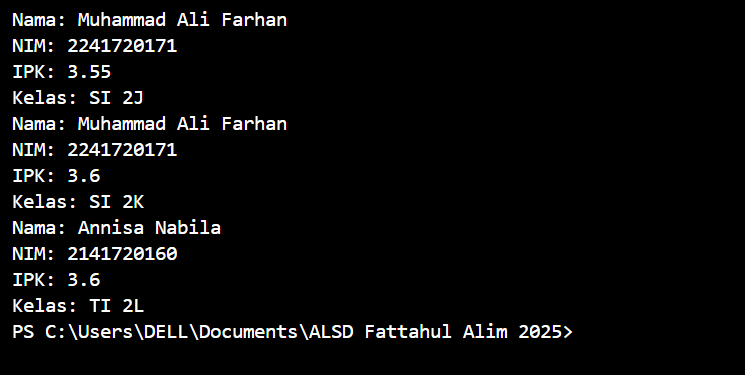 Nama: Muhammad Ali Farhan
NIM: 2241720171
IPK: 3.55
Kelas: SI 2J
Nama: Muhammad Ali Farhan
NIM: 2241720171
IPK: 3.6
Kelas: SI 2K
Nama: Annisa Nabila
NIM: 2141720160
IPK: 3.6
Kelas: TI 2L
PS C:\Users\DELL\Documents\ALSD Fattahul Alim 2025>